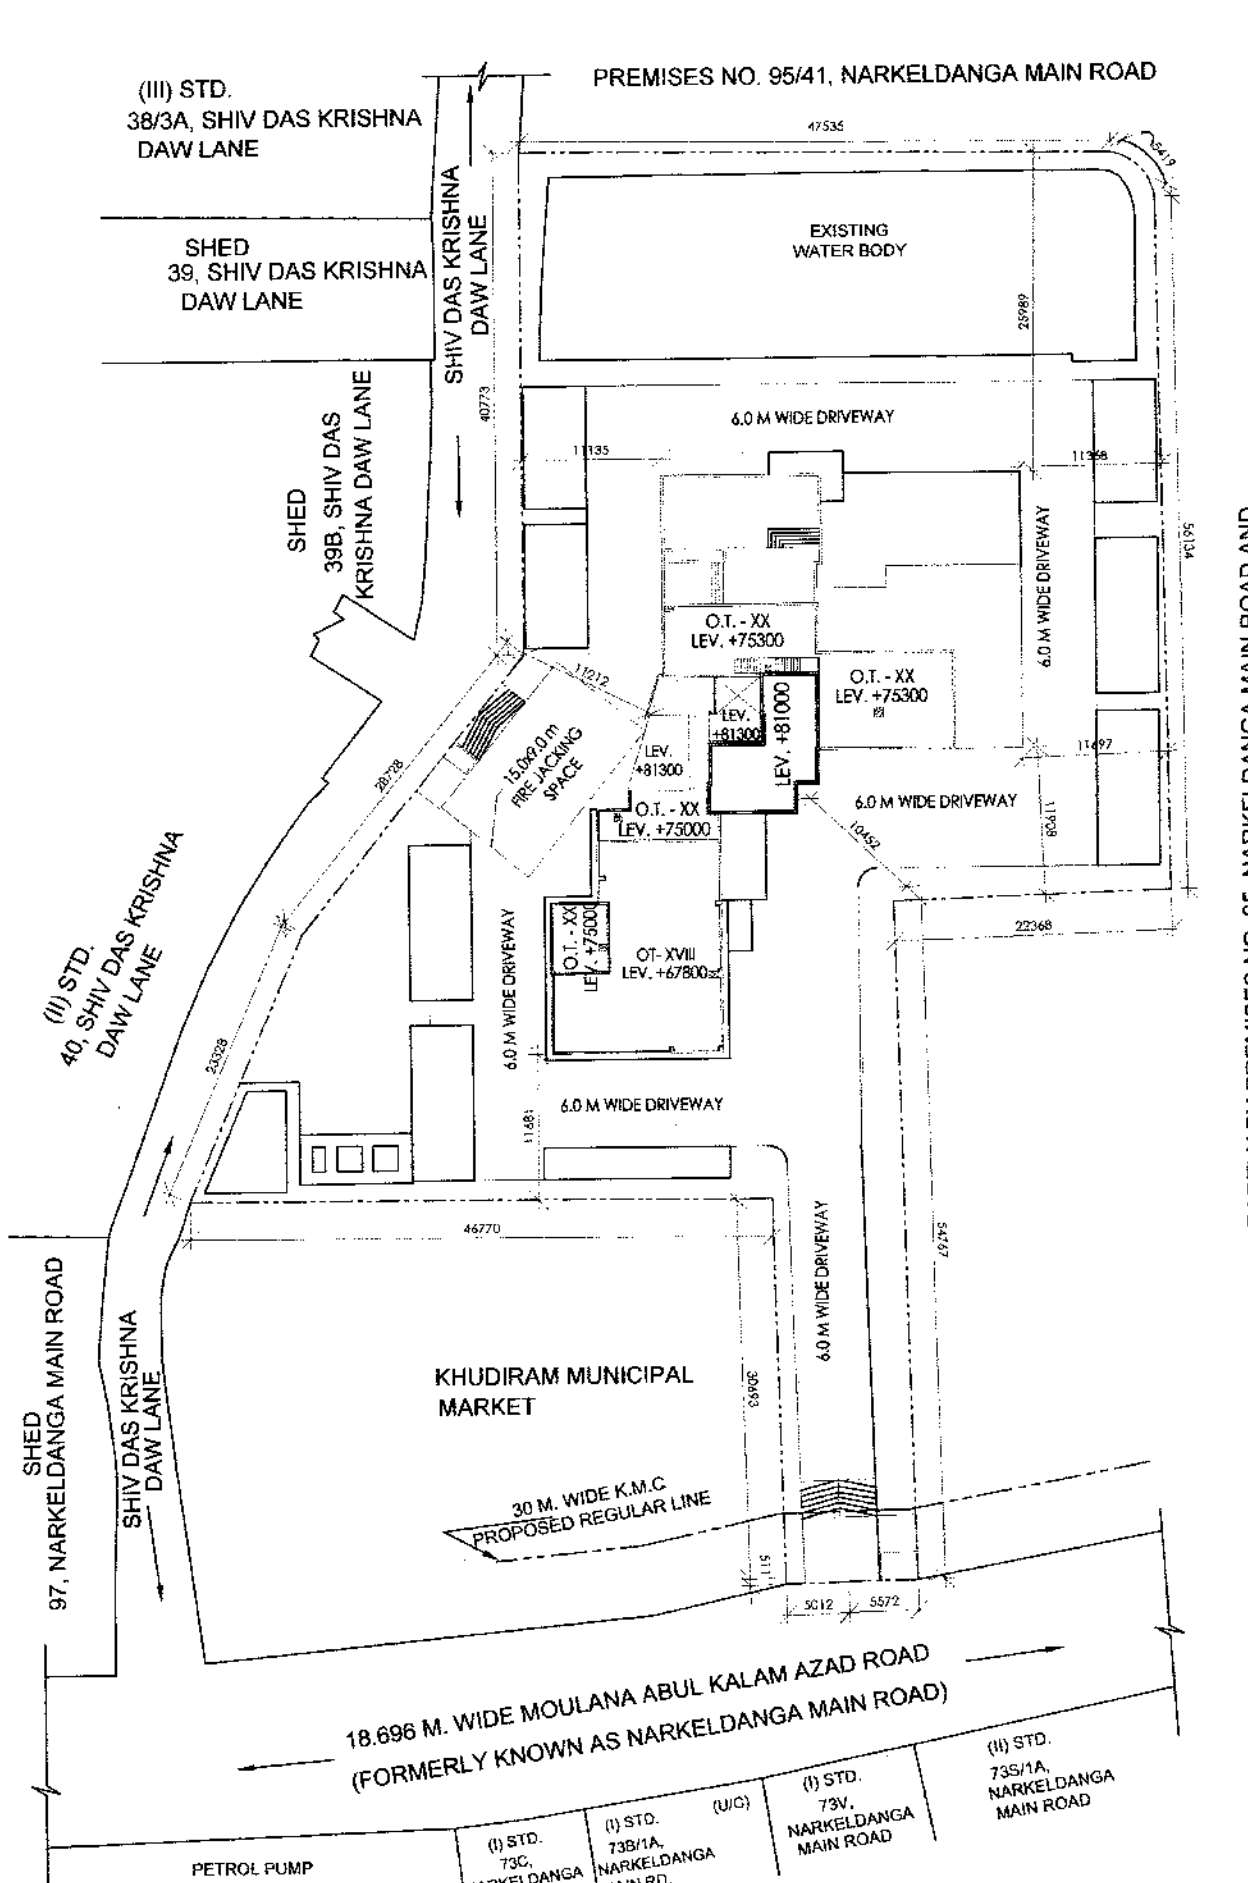 PREMISES NO. 95/41, NARKELDANGA MAIN ROAD
(III) STD.
38/3A, SHIV DAS KRISHNA
DAW LANE
47535
5419
SHIV DAS KRISHNA
DAW LANE
SHED
39, SHIV DAS KRISHNA
DAW LANE
EXISTING
WATER BODY
25989
40773
SHED
39B, SHIV DAS
KRISHNA DAW LANE
6.0 M WIDE DRIVEWAY
11135
11368
56134
6.0 M WIDE DRIVEWAY
O.T. - XX
LEV. +75300
O.T. - XX
LEV. +75300
11212
LEV.
+81300
LEV. +81000
LEV.
+81300
15.0x9.0 m
FIRE JACKING
SPACE
28728
11697
O.T. - XX
LEV. +75000
6.0 M WIDE DRIVEWAY
11908
10452
(II) STD.
40, SHIV DAS KRISHNA
DAW LANE
6.0 M WIDE DRIVEWAY
O.T. - XX
LEV. +75000
OT- XVIII
LEV. +67800
22368
23328
6.0 M WIDE DRIVEWAY
11681
46770
6.0 M WIDE DRIVEWAY
54767
SHED
97, NARKELDANGA MAIN ROAD
SHIV DAS KRISHNA
DAW LANE
KHUDIRAM MUNICIPAL
MARKET
30693
30 M. WIDE K.M.C
PROPOSED REGULAR LINE
511
5012
5572
18.696 M. WIDE MOULANA ABUL KALAM AZAD ROAD
(FORMERLY KNOWN AS NARKELDANGA MAIN ROAD)
PETROL PUMP
(I) STD.
73C,
(I) STD.
(U/C)
73B/1A,
NARKELDANGA
(I) STD.
73V,
NARKELDANGA
MAIN ROAD
(II) STD.
73S/1A,
NARKELDANGA
MAIN ROAD